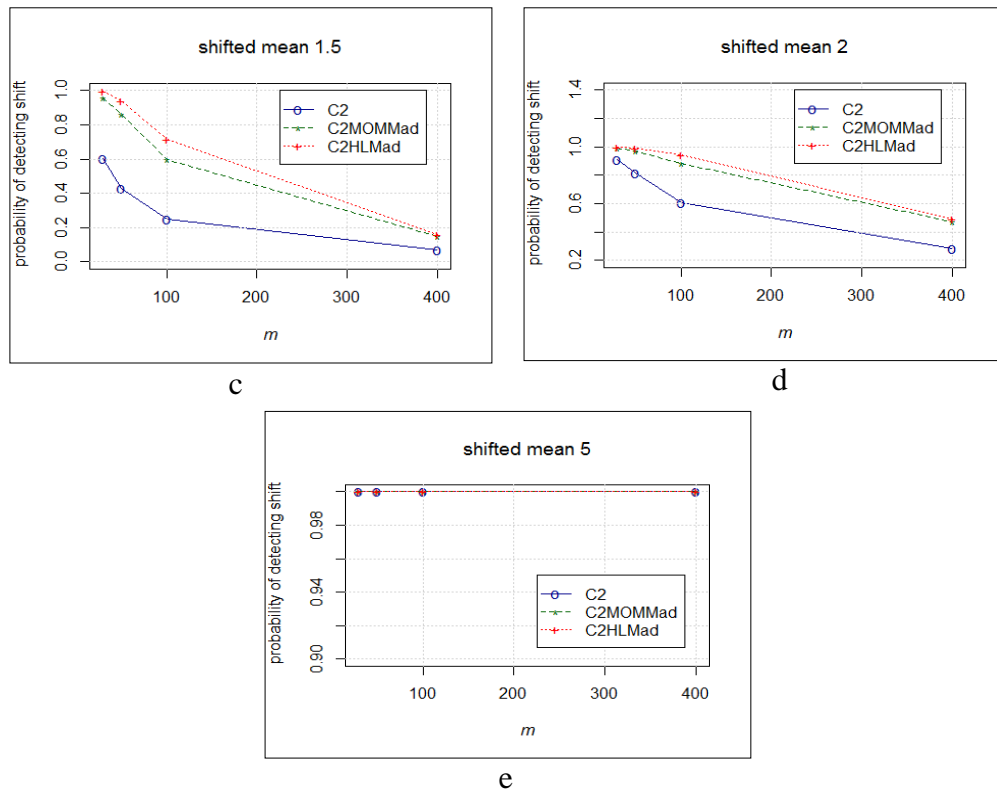 shifted mean 1.5
probability of detecting shift
0.0 0.2 0.4 0.6 0.8 1.0
C2
C2MOMMad
C2HLMad
100 200 300 400
m
c
shifted mean 2
probability of detecting shift
0.2 0.6 1.0 1.4
C2
C2MOMMad
C2HLMad
100 200 300 400
m
d
shifted mean 5
probability of detecting shift
0.90 0.94 0.98
C2
C2MOMMad
C2HLMad
100 200 300 400
m
e